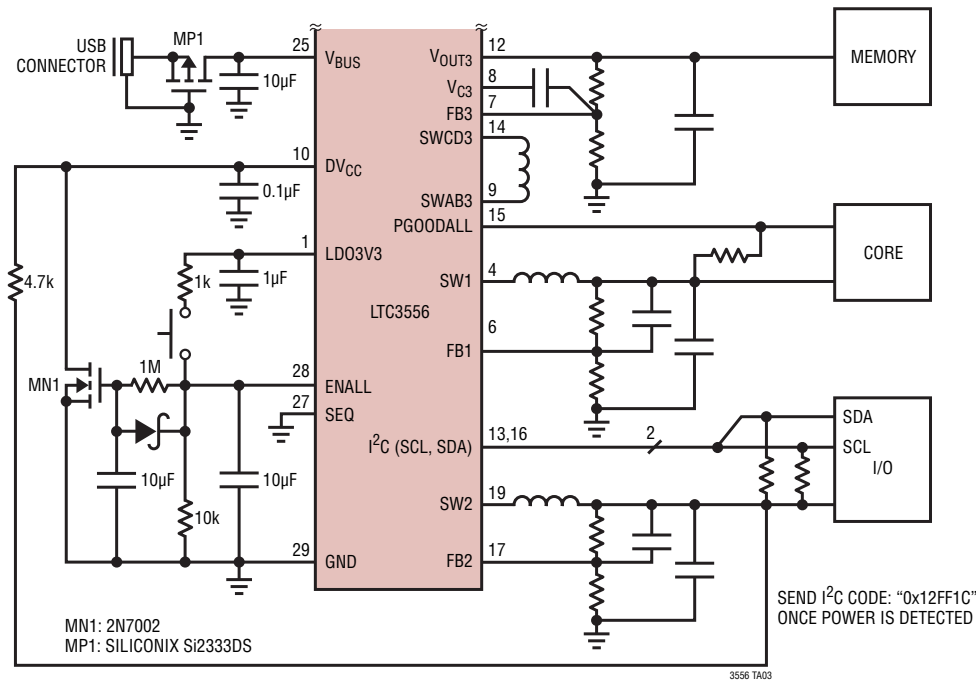 USB
CONNECTOR
MP1
25
VBUS
10µF
10
DVCC
0.1µF
1
LDO3V3
1µF
1k
4.7k
1M
MN1
28
ENALL
27
SEQ
10µF
10µF
10k
29
GND
LTC3556
12
VOUT3
8
VC3
7
FB3
14
SWCD3
9
SWAB3
15
PGOODALL
4
SW1
6
FB1
13,16
I2C (SCL, SDA)
2
19
SW2
17
FB2
MEMORY
CORE
SDA
SCL
I/O
SEND I2C CODE: “0x12FF1C”
ONCE POWER IS DETECTED
MN1: 2N7002
MP1: SILICONIX Si2333DS
3556 TA03